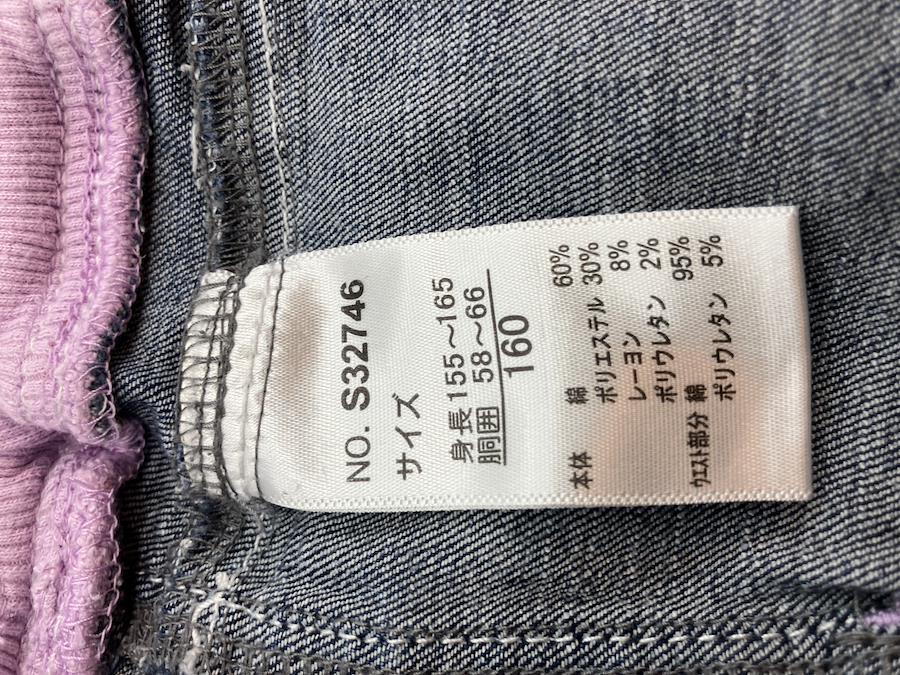 NO. S32746
サイズ
身長 155～165
胴囲 58～66
160
本体 綿 60%
ポリエステル 30%
レーヨン 8%
ポリウレタン 2%
ウエスト部分 綿 95%
ポリウレタン 5%